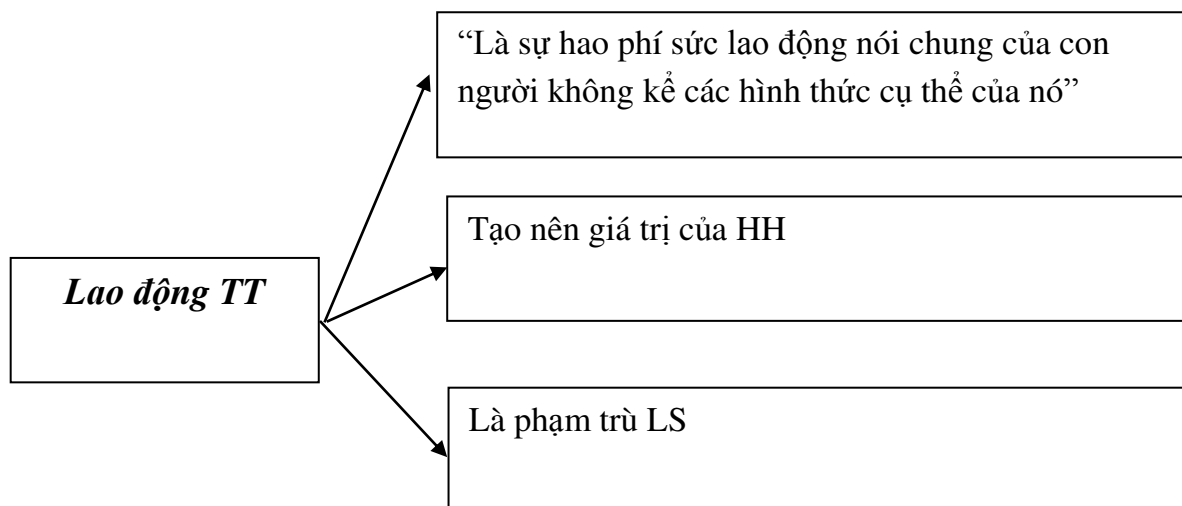 “Là sự hao phí sức lao động nói chung của con
người không kể các hình thức cụ thể của nó”
Tạo nên giá trị của HH
Lao động TT
Là phạm trù LS